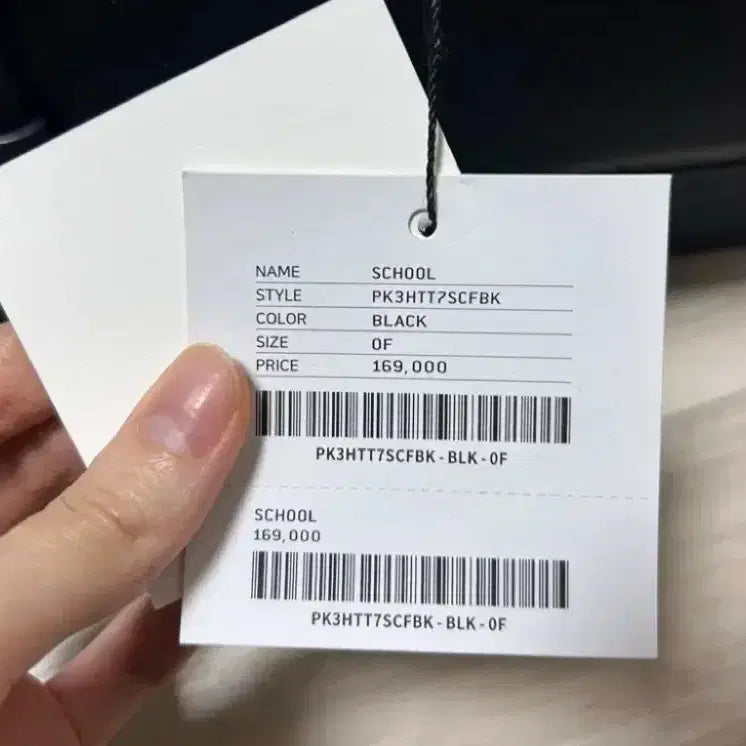 NAME SCHOOL
STYLE PK3HTT7SCFBK
COLOR BLACK
SIZE 0F
PRICE 169,000
PK3HTT7SCFBK-BLK-0F
SCHOOL
169,000
PK3HTT7SCFBK-BLK-0F